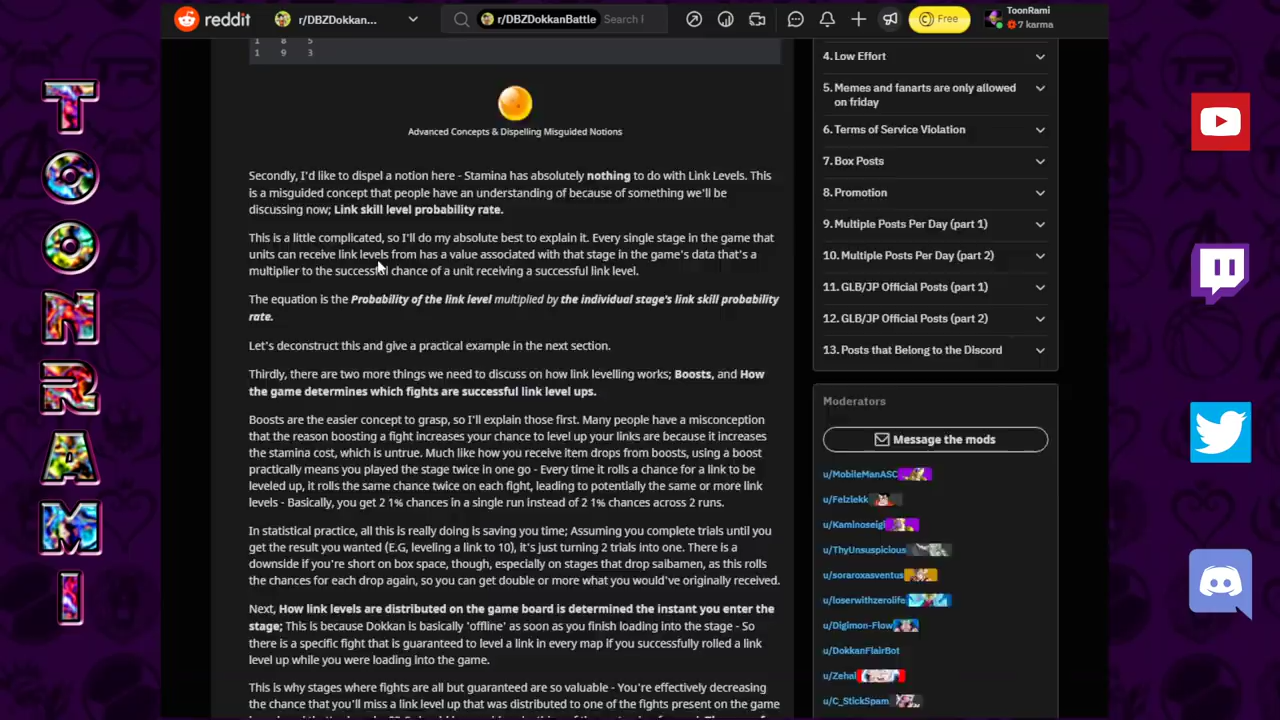 reddit
r/DBZDokkan...
r/DBZDokkanBattle
Search
Free
ToonRami
7 karma
1 8 5
1 9 3
Advanced Concepts & Dispelling Misguided Notions
Secondly, I'd like to dispel a notion here - Stamina has absolutely nothing to do with Link Levels. This
is a misguided concept that people have an understanding of because of something we'll be
discussing now; Link skill level probability rate.
This is a little complicated, so I'll do my absolute best to explain it. Every single stage in the game that
units can receive link levels from has a value associated with that stage in the game's data that's a
multiplier to the successful chance of a unit receiving a successful link level.
The equation is the Probability of the link level multiplied by the individual stage's link skill probability
rate.
Let's deconstruct this and give a practical example in the next section.
Thirdly, there are two more things we need to discuss on how link levelling works; Boosts, and How
the game determines which fights are successful link level ups.
Boosts are the easier concept to grasp, so I'll explain those first. Many people have a misconception
that the reason boosting a fight increases your chance to level up your links are because it increases
the stamina cost, which is untrue. Much like how you receive item drops from boosts, using a boost
practically means you played the stage twice in one go - Every time it rolls a chance for a link to be
leveled up, it rolls the same chance twice on each fight, leading to potentially the same or more link
levels - Basically, you get 2 1% chances in a single run instead of 2 1% chances across 2 runs.
In statistical practice, all this is really doing is saving you time; Assuming you complete trials until you
get the result you wanted (E.G, leveling a link to 10), it's just turning 2 trials into one. There is a
downside if you're short on box space, though, especially on stages that drop saibamen, as this rolls
the chances for each drop again, so you can get double or more what you would've originally received.
Next, How link levels are distributed on the game board is determined the instant you enter the
stage; This is because Dokkan is basically 'offline' as soon as you finish loading into the stage - So
there is a specific fight that is guaranteed to level a link in every map if you successfully rolled a link
level up while you were loading into the game.
This is why stages where fights are all but guaranteed are so valuable - You're effectively decreasing
the chance that you'll miss a link level up that was distributed to one of the fights present on the game
4. Low Effort
5. Memes and fanarts are only allowed
on friday
6. Terms of Service Violation
7. Box Posts
8. Promotion
9. Multiple Posts Per Day (part 1)
10. Multiple Posts Per Day (part 2)
11. GLB/JP Official Posts (part 1)
12. GLB/JP Official Posts (part 2)
13. Posts that Belong to the Discord
Moderators
Message the mods
u/MobileManASC
u/Feizlekk
u/Kaminoseigi
u/ThyUnsuspicious
u/soraroxasventus
u/loserwithzerolife
u/Digimon-Flow
u/DokkanFlairBot
u/Zehai
u/C_StickSpam
TOONRAMI